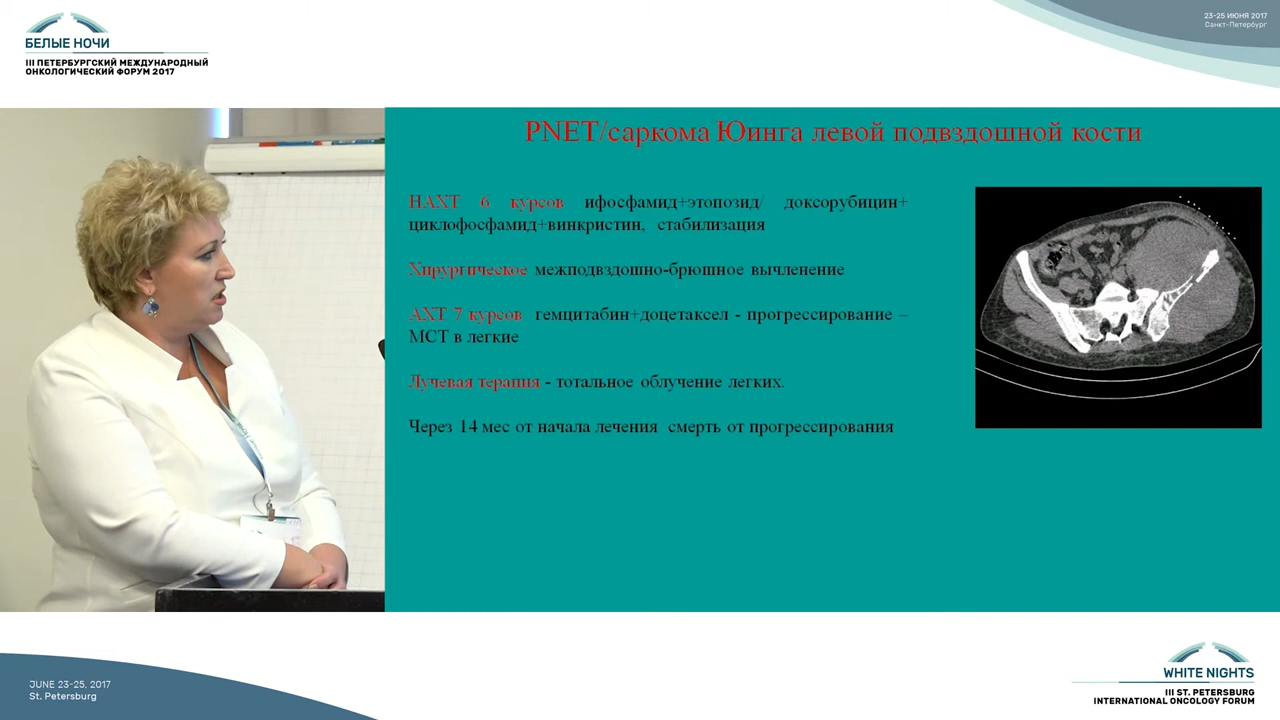 БЕЛЫЕ НОЧИ
III ПЕТЕРБУРГСКИЙ МЕЖДУНАРОДНЫЙ
ОНКОЛОГИЧЕСКИЙ ФОРУМ 2017
23-25 ИЮНЯ 2017
Санкт-Петербург
PNET/саркома Юинга левой подвздошной кости
НАХТ 6 курсов ифосфамид+этопозид/ доксорубицин+
циклофосфамид+винкристин, стабилизация
Хирургическое межподвздошно-брюшное вычленение
АХТ 7 курсов гемцитабин+доцетаксел - прогрессирование –
МСТ в легкие
Лучевая терапия - тотальное облучение легких.
Через 14 мес от начала лечения смерть от прогрессирования
JUNE 23-25, 2017
St. Petersburg
WHITE NIGHTS
III ST. PETERSBURG
INTERNATIONAL ONCOLOGY FORUM